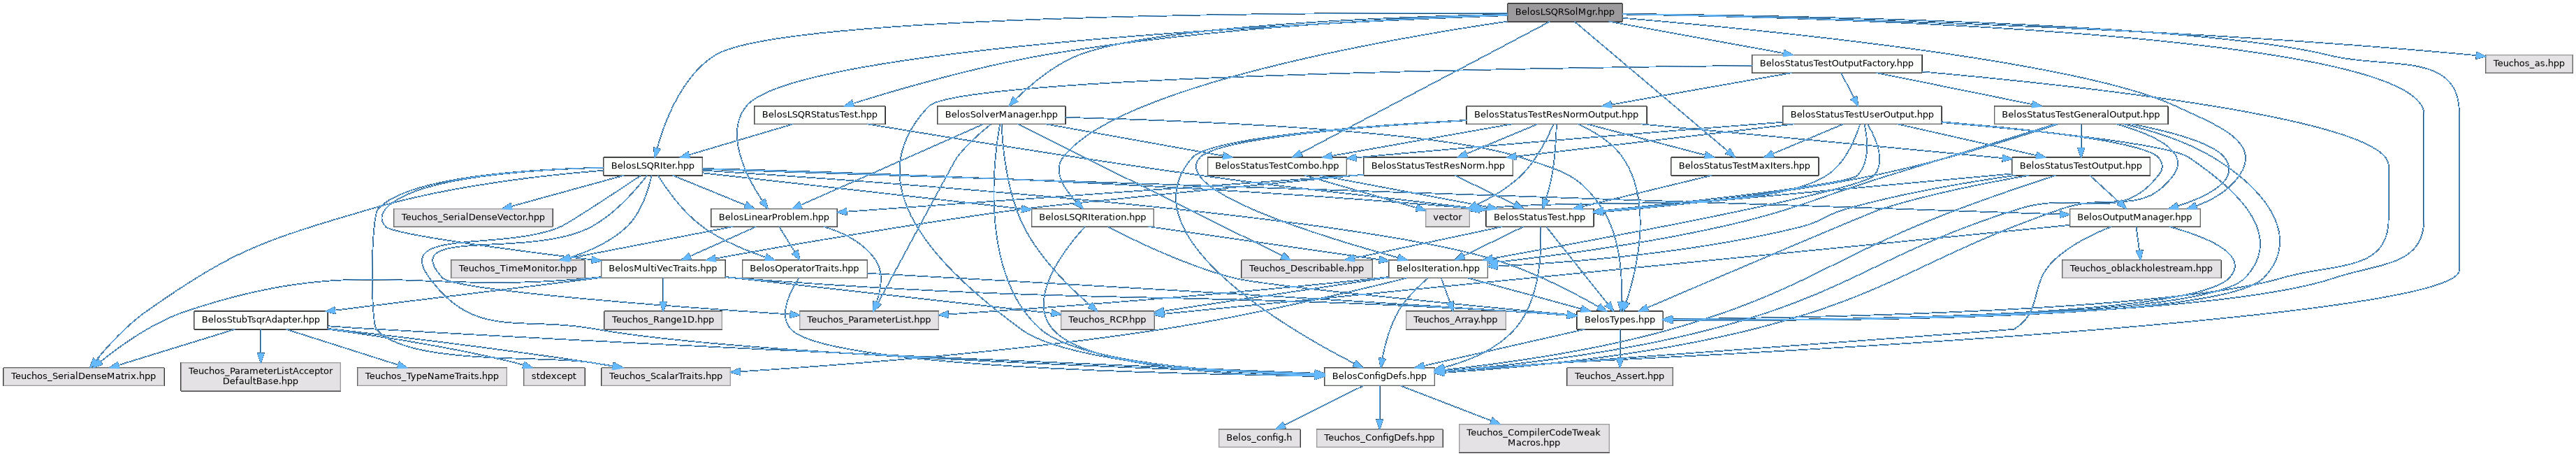 BelosLSQRSolMgr.hpp
BelosStatusTestOutputFactory.hpp
Teuchos_as.hpp
BelosLSQRStatusTest.hpp
BelosSolverManager.hpp
BelosStatusTestResNormOutput.hpp
BelosStatusTestUserOutput.hpp
BelosStatusTestGeneralOutput.hpp
BelosLSQRIter.hpp
BelosStatusTestCombo.hpp
BelosStatusTestResNorm.hpp
BelosStatusTestMaxIters.hpp
BelosStatusTestOutput.hpp
Teuchos_SerialDenseVector.hpp
BelosLinearProblem.hpp
BelosLSQRIteration.hpp
vector
BelosStatusTest.hpp
BelosOutputManager.hpp
Teuchos_TimeMonitor.hpp
BelosMultiVecTraits.hpp
BelosOperatorTraits.hpp
Teuchos_Describable.hpp
BelosIteration.hpp
Teuchos_oblackholestream.hpp
BelosStubTsqrAdapter.hpp
Teuchos_Range1D.hpp
Teuchos_ParameterList.hpp
Teuchos_RCP.hpp
Teuchos_Array.hpp
BelosTypes.hpp
Teuchos_SerialDenseMatrix.hpp
Teuchos_ParameterListAcceptor
DefaultBase.hpp
Teuchos_TypeNameTraits.hpp
stdexcept
Teuchos_ScalarTraits.hpp
BelosConfigDefs.hpp
Teuchos_Assert.hpp
Belos_config.h
Teuchos_ConfigDefs.hpp
Teuchos_CompilerCodeTweak
Macros.hpp